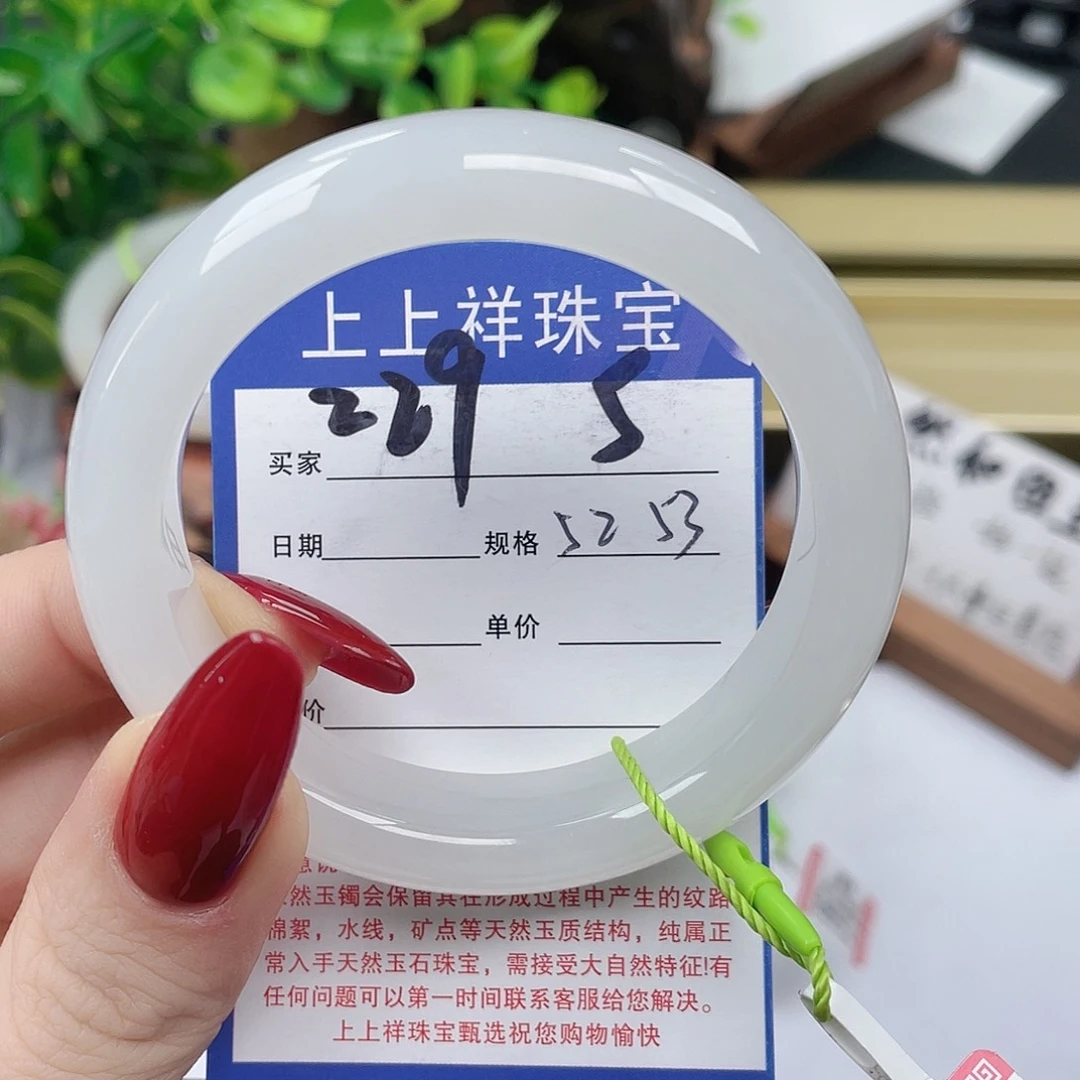 上上祥珠宝
229 5
买家
日期 规格 52 53
单价
价
然玉镯会保留其在形成过程中产生的纹路
棉絮，水线，矿点等天然玉质结构，纯属正
常入手天然玉石珠宝，需接受大自然特征!有
任何问题可以第一时间联系客服给您解决。
上上祥珠宝甄选祝您购物愉快